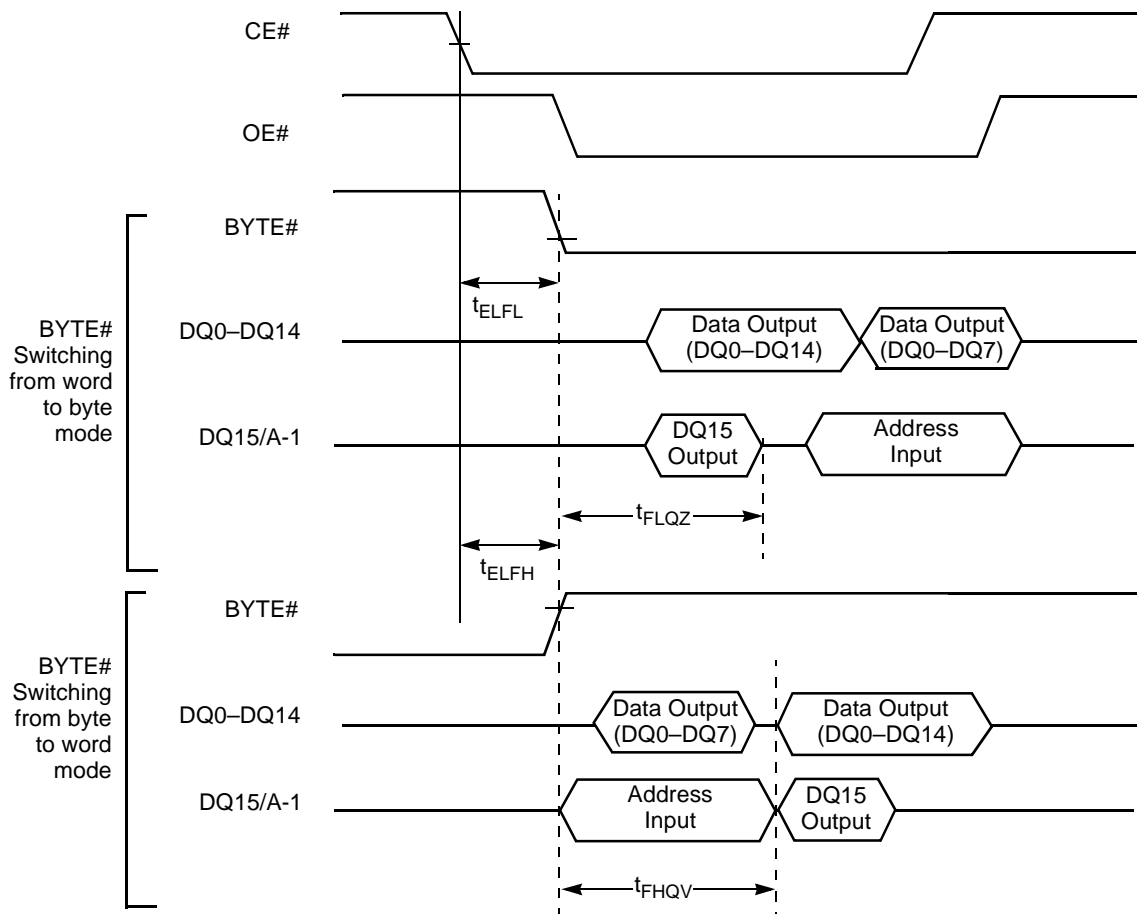 CE#
OE#
BYTE#
tELFL
BYTE#
Switching
from word
to byte
mode
DQ0–DQ14
Data Output
(DQ0–DQ14)
Data Output
(DQ0–DQ7)
DQ15/A-1
DQ15
Output
Address
Input
tFLQZ
tELFH
BYTE#
BYTE#
Switching
from byte
to word
mode
DQ0–DQ14
Data Output
(DQ0–DQ7)
Data Output
(DQ0–DQ14)
DQ15/A-1
Address
Input
DQ15
Output
tFHQV